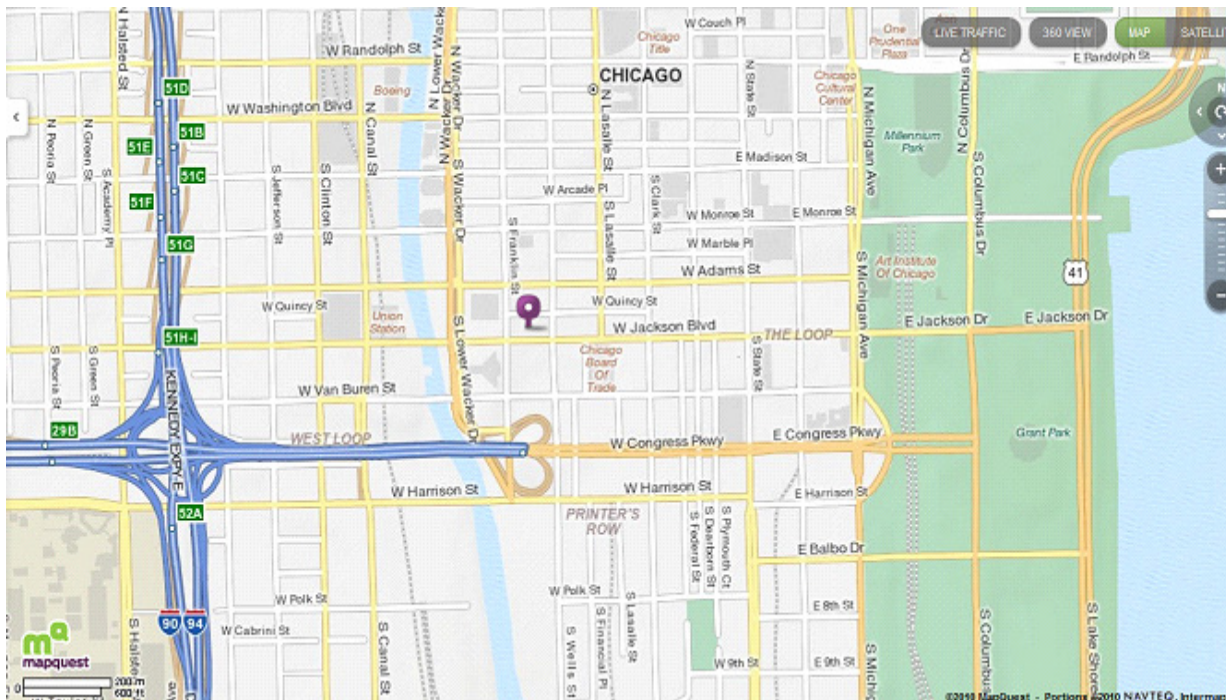 N Halsted St
W Randolph St
N Lower Wacker Dr
N Wacker Dr
W Couch Pl
Chicago
Title
One
Prudential
Plaza
LIVE TRAFFIC
360 VIEW
MAP
E Randolph St
N Columbus Dr
CHICAGO
51D
Boeing
W Washington Blvd
N Canal St
N Wacker Dr
N Lasalle St
N State St
Chicago
Cultural
Center
N Michigan Ave
Millennium
Park
N Peoria St
N Green St
51B
51E
51C
51F
51G
S Academy Pl
S Jefferson St
S Clinton St
S Wacker Dr
E Madison St
W Arcade Pl
S Clark St
S Lasalle St
S Franklin St
W Monroe St
E Monroe St
W Marble Pl
W Adams St
S Columbus Dr
Art Institute
Of Chicago
S Michigan Ave
41
W Quincy St
W Quincy St
Union
Station
W Jackson Blvd
THE LOOP
E Jackson Dr
E Jackson Dr
51H-I
S Peoria St
S Green St
KENNEDY EXPY E
S Lower Wacker Dr
Chicago
Board
Of
Trade
S State St
W Van Buren St
29B
WEST LOOP
W Congress Pkwy
E Congress Pkwy
Grant Park
W Harrison St
W Harrison St
E Harrison St
52A
PRINTER'S
ROW
S Federal St
S Dearborn St
S Plymouth Ct
E Balbo Dr
W Polk St
W Polk St
E 8th St
90
94
W Cabrini St
S Canal St
S Wells St
S Financial Pl
S Lasalle St
W 9th St
E 9th St
mq
mapquest
0
200 m
600 ft
©2010 MapQuest - Portions ©2010 NAVTEQ, Intermap